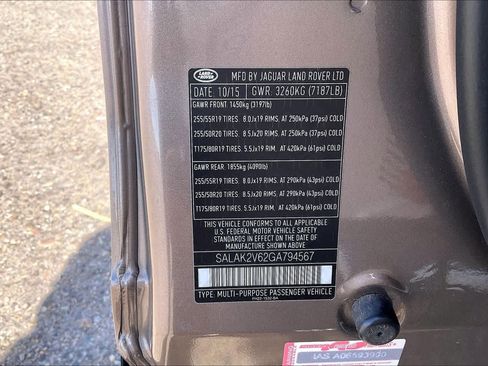 LAND ROVER
MFD BY JAGUAR LAND ROVER LTD
DATE: 10/15 GWR. 3260KG (7187LB)
GAWR FRONT: 1450kg (3197lb)
255/55R19 TIRES, 8.0Jx19 RIMS, AT 250kPa (37psi) COLD
255/50R20 TIRES, 8.5Jx20 RIMS, AT 250kPa (37psi) COLD
T175/80R19 TIRES, 5.5Jx19 RIM, AT 420kPa (61psi) COLD
GAWR REAR: 1855kg (4090lb)
255/55R19 TIRES, 8.0Jx19 RIMS, AT 290kPa (43psi) COLD
255/50R20 TIRES, 8.5Jx20 RIMS, AT 290kPa (43psi) COLD
T175/80R19 TIRES, 5.5Jx19 RIM, AT 420kPa (61psi) COLD
THIS VEHICLE CONFORMS TO ALL APPLICABLE
U.S. FEDERAL MOTOR VEHICLE SAFETY
STANDARDS IN EFFECT ON THE DATE OF
MANUFACTURE SHOWN ABOVE
SALAK2V62GA794567
TYPE: MULTI-PURPOSE PASSENGER VEHICLE
IAS A06593900